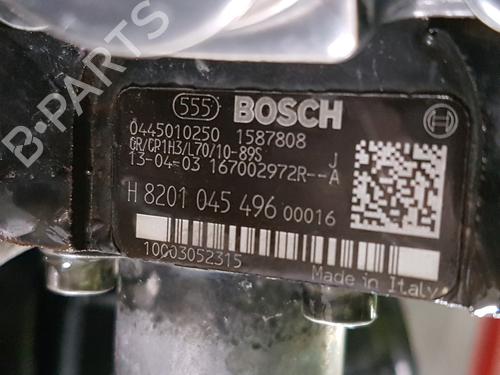 B-PARTS
555 BOSCH
0445010250 1587808
CR/CP1H3/L70/10-89S J
13-04-03 167002972R--A
H 8201 045 496 00016
10003052315
Made in Italy